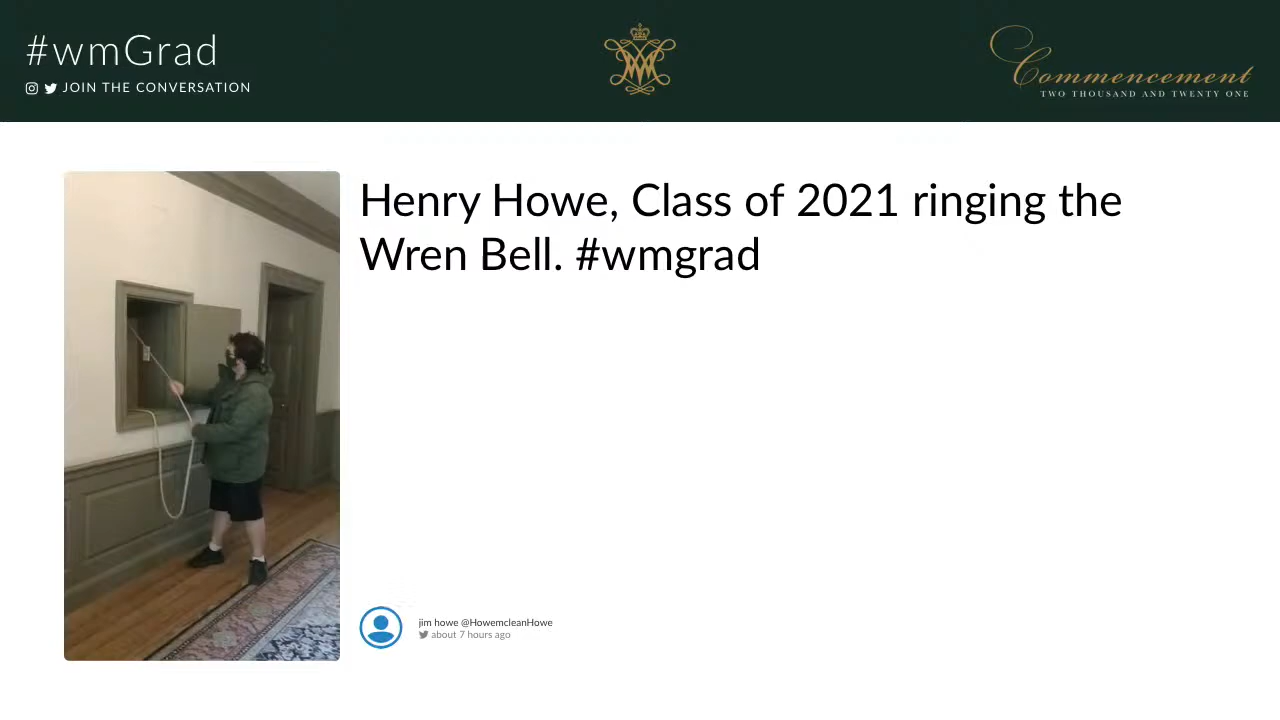 #wmGrad
JOIN THE CONVERSATION
Commencement
TWO THOUSAND AND TWENTY ONE
Henry Howe, Class of 2021 ringing the
Wren Bell. #wmgrad
jim howe @HowemcleanHowe
about 7 hours ago